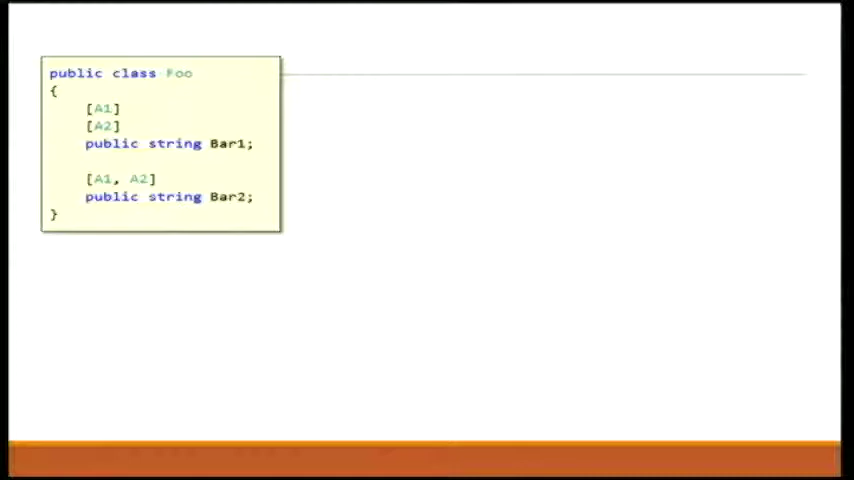 public class Foo
{
[A1]
[A2]
public string Bar1;
[A1, A2]
public string Bar2;
}